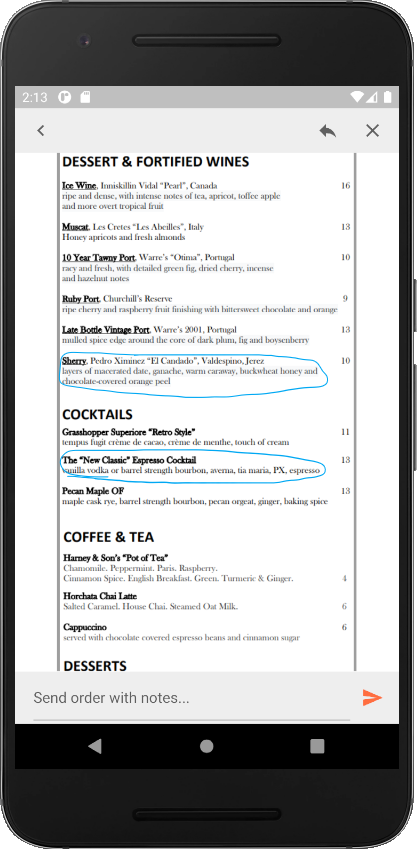 2:13
DESSERT & FORTIFIED WINES
Ice Wine, Inniskillin Vidal “Pearl”, Canada 16
ripe and dense, with intense notes of tea, apricot, toffee apple
and more overt tropical fruit
Muscat, Les Cretes “Les Abeilles”, Italy 13
Honey apricots and fresh almonds
10 Year Tawny Port, Warre’s “Otima”, Portugal 10
racy and fresh, with detailed green fig, dried cherry, incense
and hazelnut notes
Ruby Port, Churchill’s Reserve 9
ripe cherry and raspberry fruit finishing with bittersweet chocolate and orange
Late Bottle Vintage Port, Warre’s 2001, Portugal 13
mulled spice edge around the core of dark plum, fig and boysenberry
Sherry, Pedro Ximinez “El Candado”, Valdespino, Jerez 10
layers of macerated date, ganache, warm caraway, buckwheat honey and
chocolate-covered orange peel
COCKTAILS
Grasshopper Superiore “Retro Style” 11
tempus fugit crème de cacao, crème de menthe, touch of cream
The “New Classic” Espresso Cocktail 13
vanilla vodka or barrel strength bourbon, averna, tia maria, PX, espresso
Pecan Maple OF 13
maple cask rye, barrel strength bourbon, pecan orgeat, ginger, baking spice
COFFEE & TEA
Harney & Son’s “Pot of Tea”
Chamomile. Peppermint. Paris. Raspberry.
Cinnamon Spice. English Breakfast. Green. Turmeric & Ginger. 4
Horchata Chai Latte
Salted Caramel. House Chai. Steamed Oat Milk. 6
Cappuccino 6
served with chocolate covered espresso beans and cinnamon sugar
DESSERTS
Send order with notes...